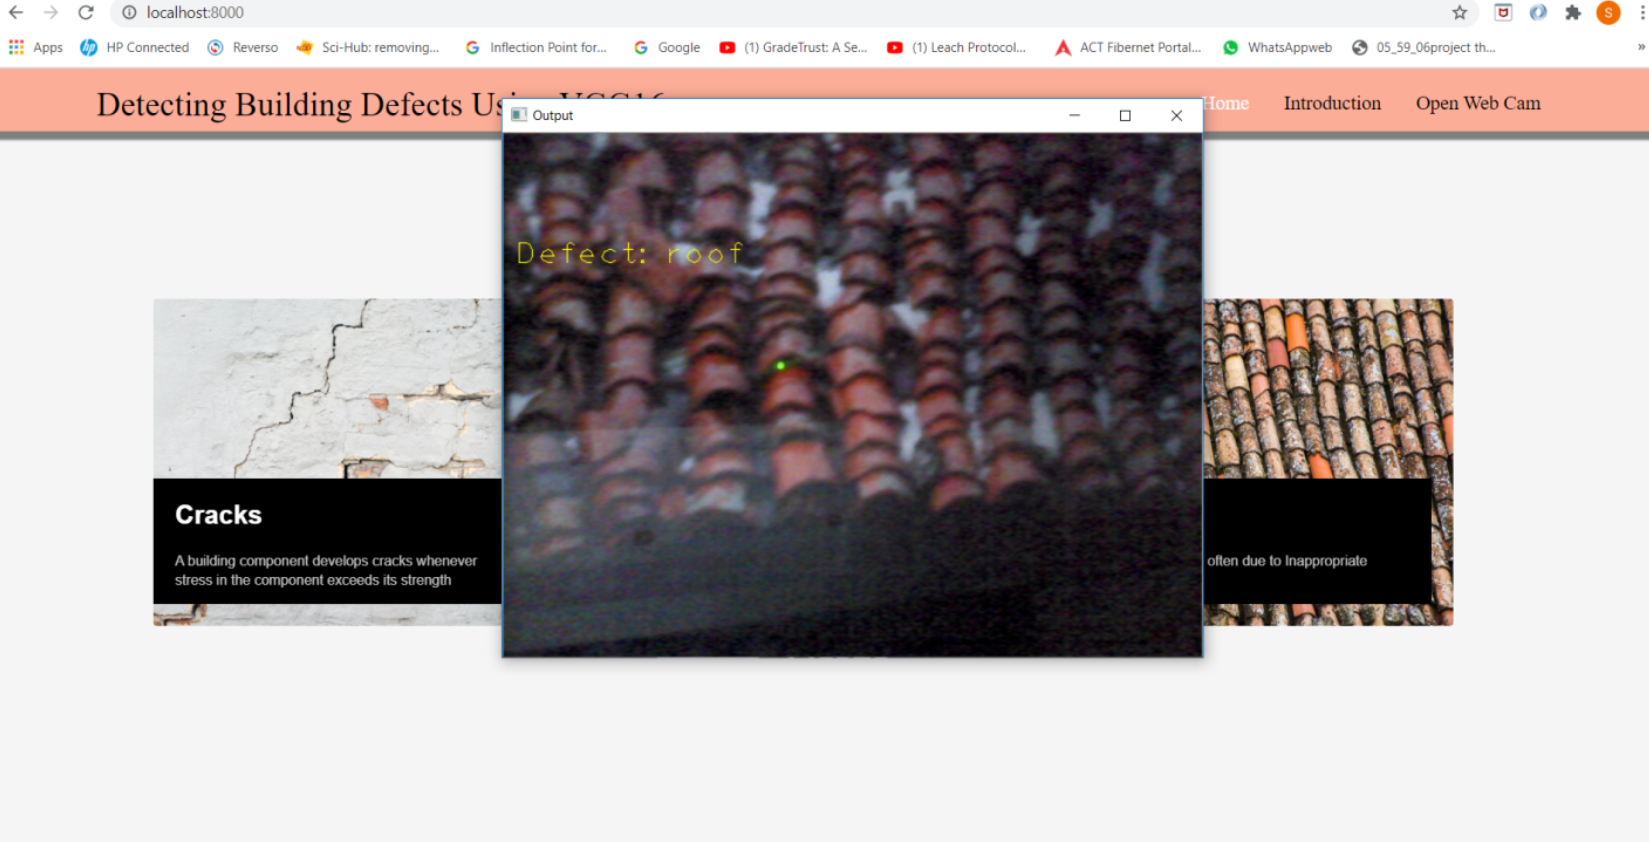 localhost:8000
Apps
HP Connected
Reverso
Sci-Hub: removing...
Inflection Point for...
Google
(1) GradeTrust: A Se...
(1) Leach Protocol...
ACT Fibernet Portal...
WhatsAppweb
05_59_06project th...
»
S
Detecting Building Defects
Home
Introduction
Open Web Cam
Output
Defect: roof
Cracks
A building component develops cracks whenever
stress in the component exceeds its strength
often due to Inappropriate